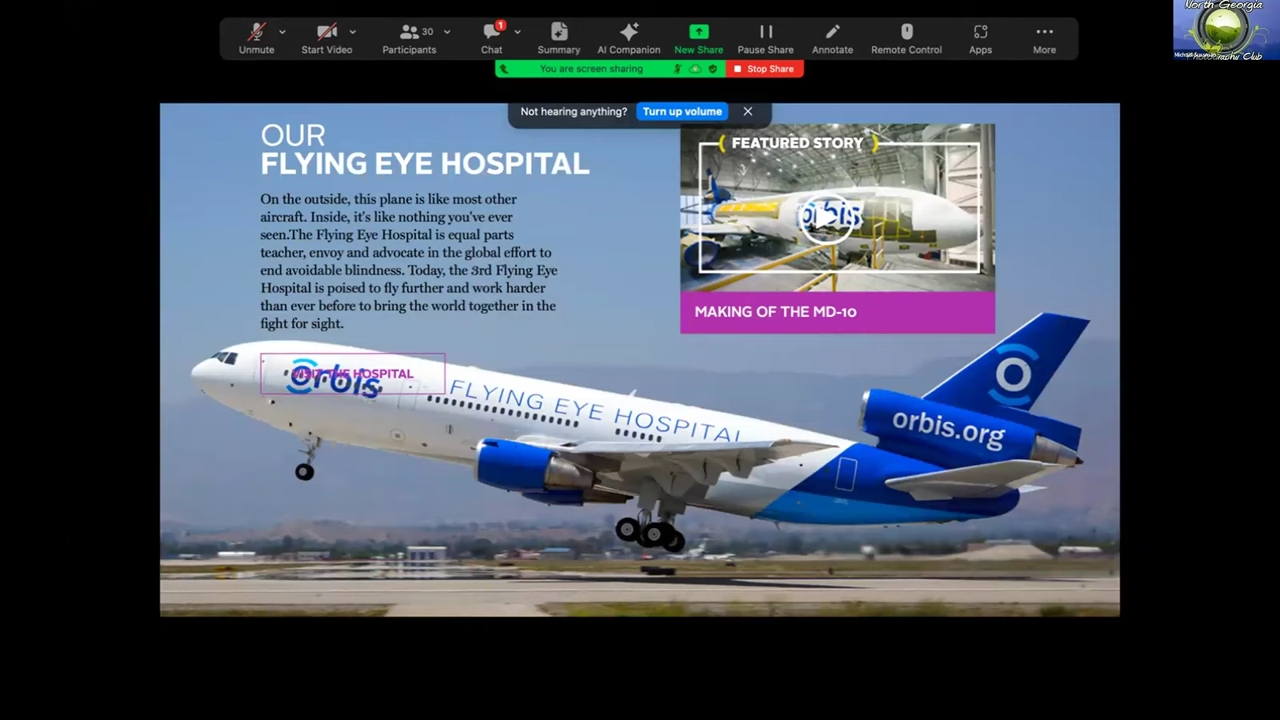 North Georgia
Photography Club
Unmute
Start Video
30
Participants
1
Chat
Summary
AI Companion
New Share
Pause Share
Annotate
Remote Control
Apps
More
You are screen sharing
Stop Share
Not hearing anything?
Turn up volume
OUR
FLYING EYE HOSPITAL
On the outside, this plane is like most other
aircraft. Inside, it's like nothing you've ever
seen.The Flying Eye Hospital is equal parts
teacher, envoy and advocate in the global effort to
end avoidable blindness. Today, the 3rd Flying Eye
Hospital is poised to fly further and work harder
than ever before to bring the world together in the
fight for sight.
FEATURED STORY
orbis
MAKING OF THE MD-10
VISIT THE HOSPITAL
Orbis
FLYING EYE HOSPITAL
orbis.org